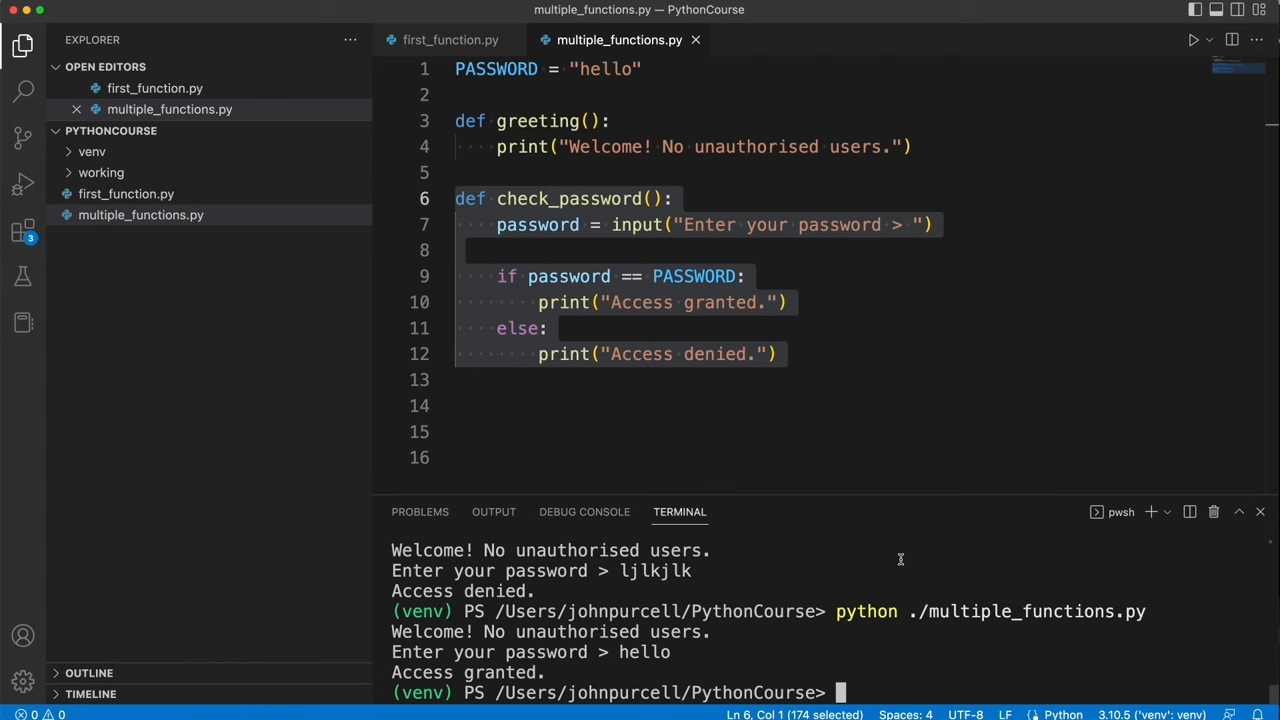 multiple_functions.py — PythonCourse
EXPLORER
first_function.py
multiple_functions.py
OPEN EDITORS
first_function.py
multiple_functions.py
PYTHONCOURSE
venv
working
first_function.py
multiple_functions.py
3
1 PASSWORD = "hello"
2
3 def greeting():
4 print("Welcome! No unauthorised users.")
5
6 def check_password():
7 password = input("Enter your password > ")
8
9 if password == PASSWORD:
10 print("Access granted.")
11 else:
12 print("Access denied.")
13
14
15
16
PROBLEMS OUTPUT DEBUG CONSOLE TERMINAL
pwsh
Welcome! No unauthorised users.
Enter your password > ljlkjlk
Access denied.
(venv) PS /Users/johnpurcell/PythonCourse> python ./multiple_functions.py
Welcome! No unauthorised users.
Enter your password > hello
Access granted.
(venv) PS /Users/johnpurcell/PythonCourse>
OUTLINE
TIMELINE
0 0
Ln 6, Col 1 (174 selected) Spaces: 4 UTF-8 LF Python 3.10.5 ('venv': venv)